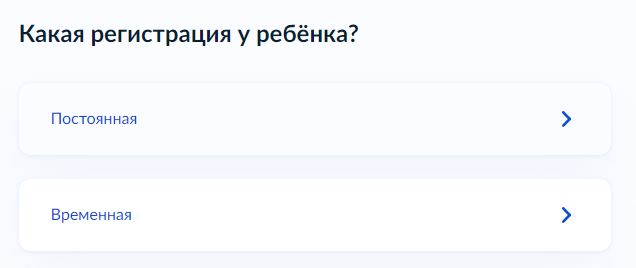 Какая регистрация у ребёнка?
Постоянная
Временная